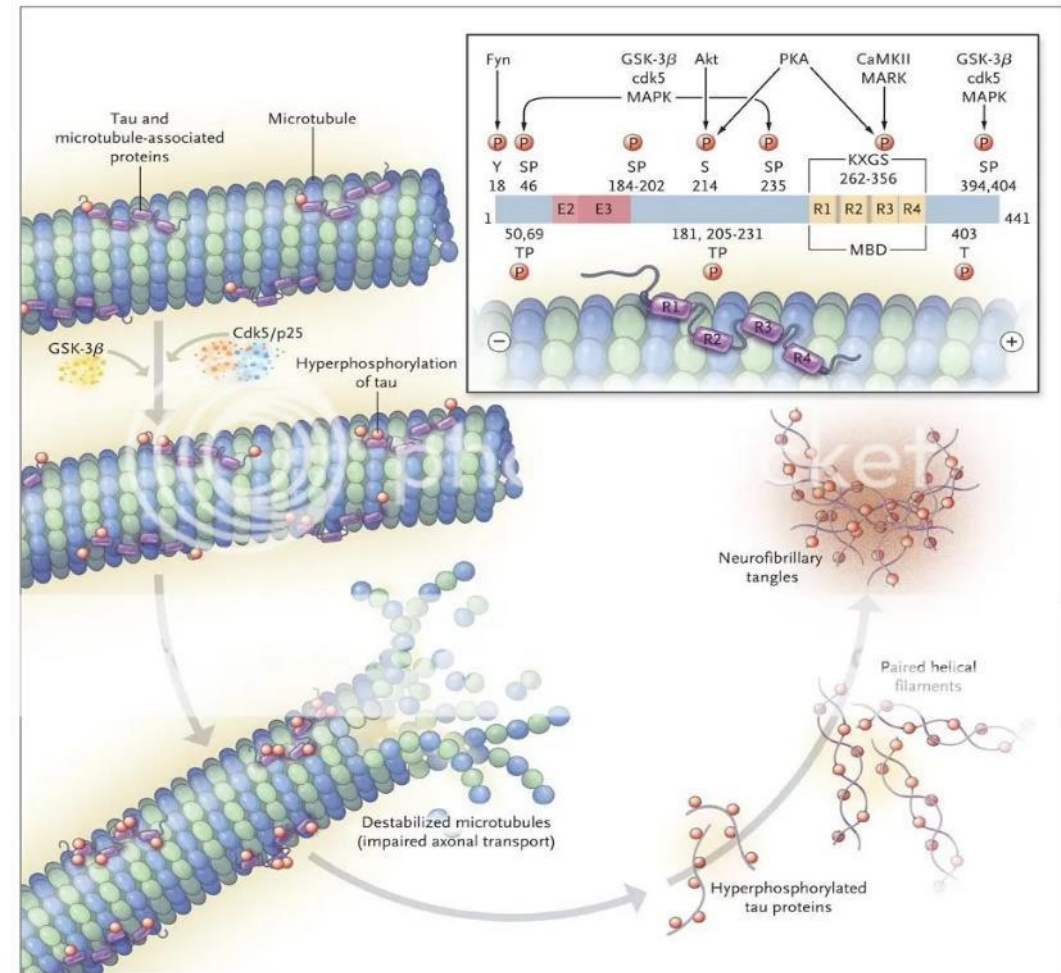 Fyn
GSK-3β
cdk5
MAPK
Akt
PKA
CaMKII
MARK
GSK-3β
cdk5
MAPK
P P P P P P P
Y SP SP S SP KXGS SP
18 46 184-202 214 235 262-356 394,404
1 E2 E3 R1 R2 R3 R4 441
50,69 181, 205-231 MBD 403
TP TP T
P P P
R1
R2
R3
R4
−
+
Tau and
microtubule-associated
proteins
Microtubule
GSK-3β
Cdk5/p25
Hyperphosphorylation
of tau
Neurofibrillary
tangles
Paired helical
filaments
Destabilized microtubules
(impaired axonal transport)
Hyperphosphorylated
tau proteins